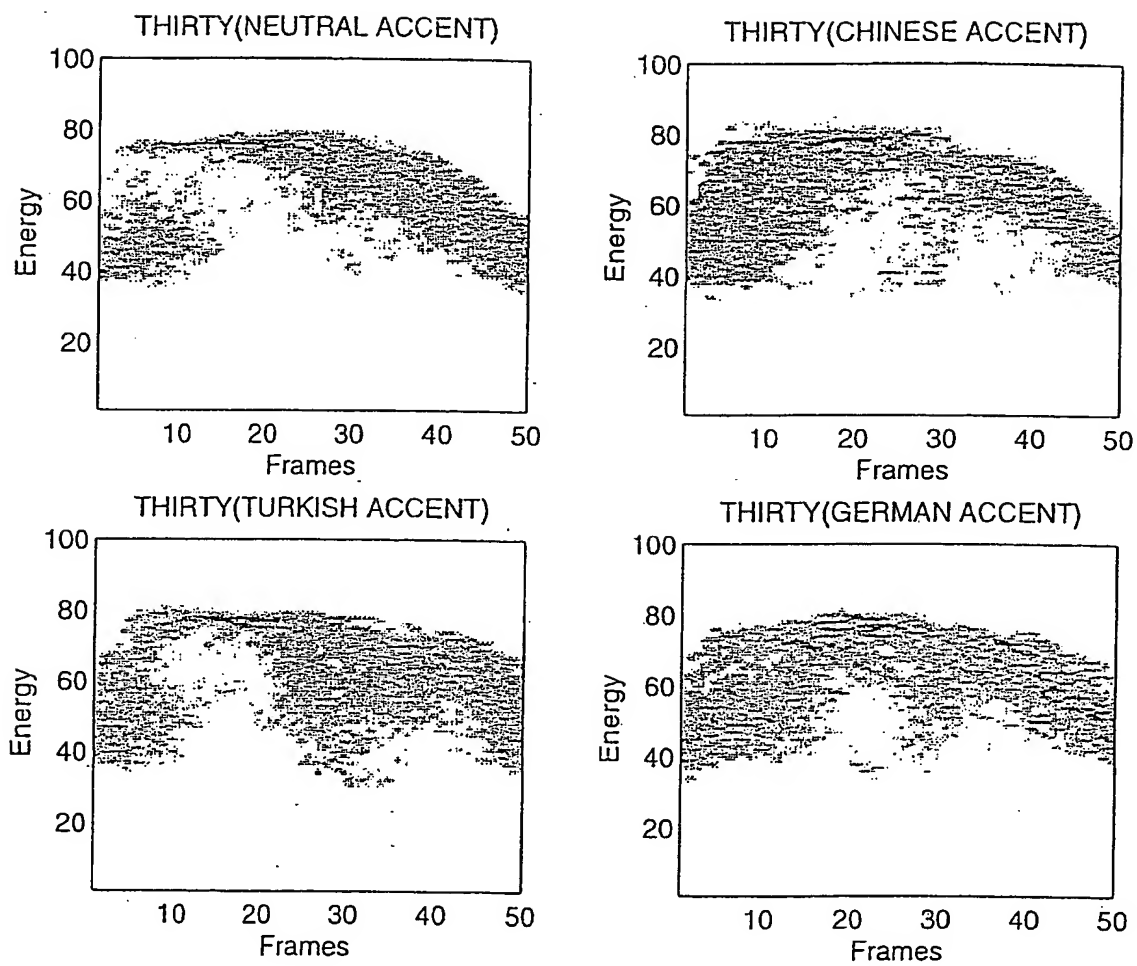 THIRTY(NEUTRAL ACCENT)
100
80
60
40
20
Energy
10 20 30 40 50
Frames
THIRTY(CHINESE ACCENT)
100
80
60
40
20
Energy
10 20 30 40 50
Frames
THIRTY(TURKISH ACCENT)
100
80
60
40
20
Energy
10 20 30 40 50
Frames
THIRTY(GERMAN ACCENT)
100
80
60
40
20
Energy
10 20 30 40 50
Frames